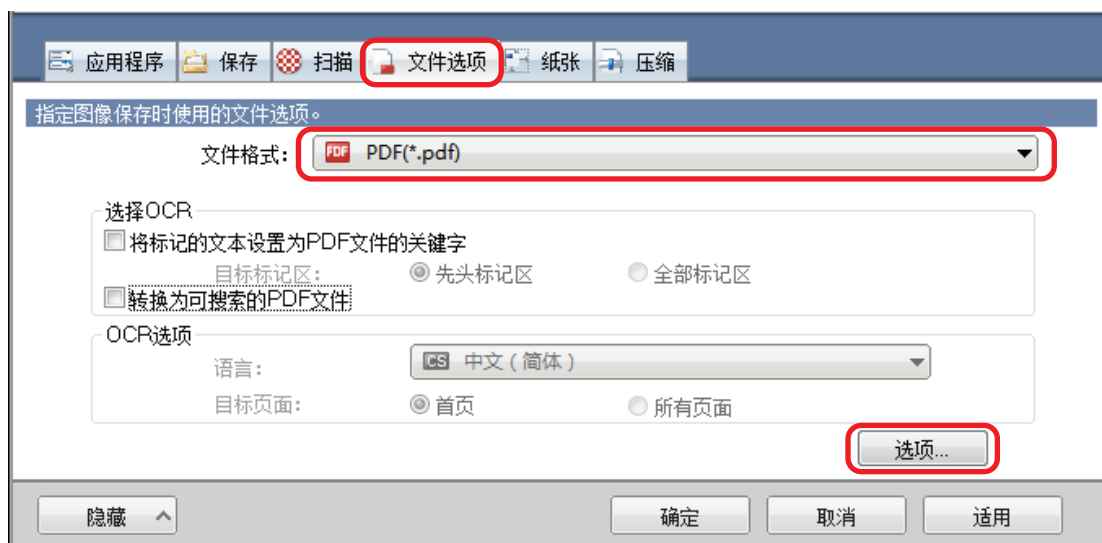 应用程序 保存 扫描 文件选项 纸张 压缩
指定图像保存时使用的文件选项。
文件格式: PDF PDF(*.pdf)
选择OCR
将标记的文本设置为PDF文件的关键字
目标标记区: 先头标记区 全部标记区
转换为可搜索的PDF文件
OCR选项
语言: CS 中文 ( 简体 )
目标页面: 首页 所有页面
选项...
隐藏 确定 取消 适用